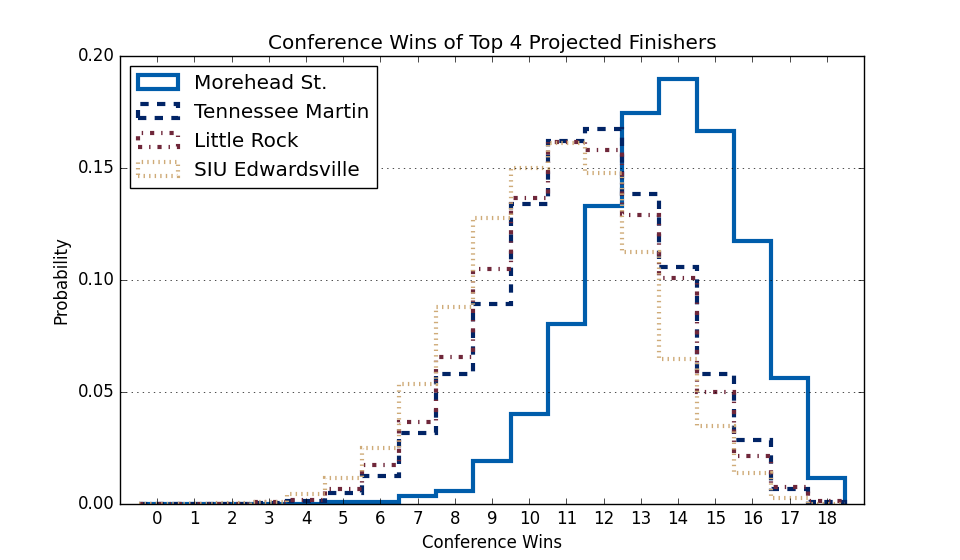 Conference Wins of Top 4 Projected Finishers
0.20
Morehead St.
Tennessee Martin
Little Rock
SIU Edwardsville
0.15
0.10
0.05
0.00
Probability
0 1 2 3 4 5 6 7 8 9 10 11 12 13 14 15 16 17 18
Conference Wins